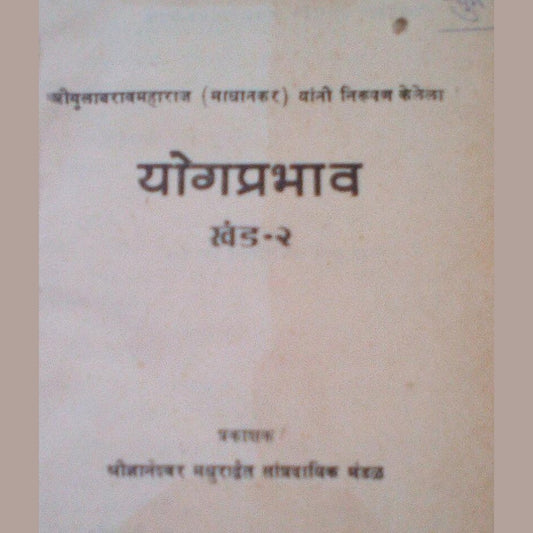 श्रीगुलाबरावमहाराज (माधानकर) यांनी निरूपण केलेला
योगप्रभाव
खंड-२
प्रकाशक
श्रीज्ञानेश्वर मधुराद्वैत सांप्रदायिक मंडळ